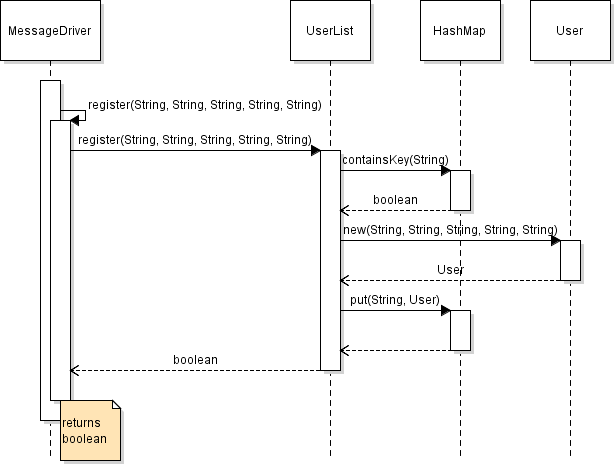 MessageDriver
UserList
HashMap
User
register(String, String, String, String, String)
register(String, String, String, String, String)
containsKey(String)
boolean
new(String, String, String, String, String)
User
put(String, User)
boolean
returns
boolean